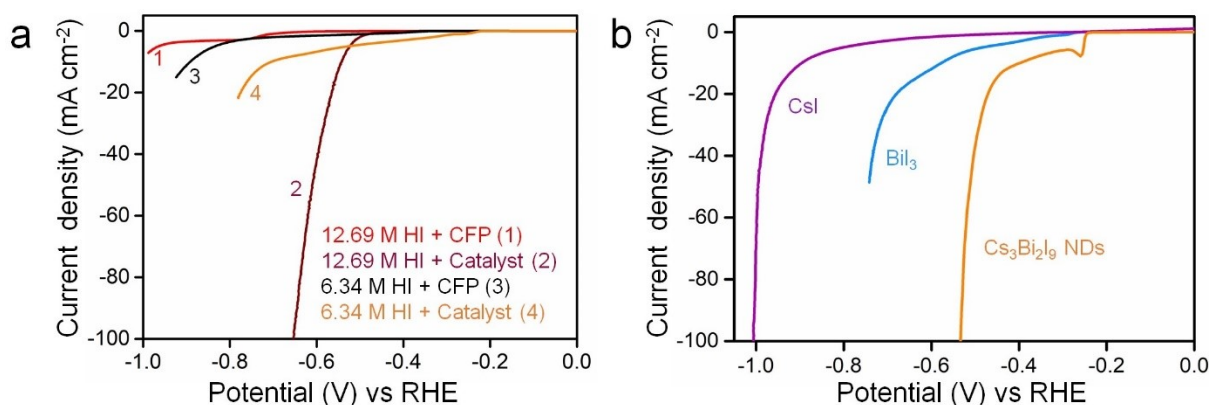 a
Current density (mA cm⁻²)
0
-20
-40
-60
-80
-100
1
3
4
2
12.69 M HI + CFP (1)
12.69 M HI + Catalyst (2)
6.34 M HI + CFP (3)
6.34 M HI + Catalyst (4)
-1.0 -0.8 -0.6 -0.4 -0.2 0.0
Potential (V) vs RHE
b
Current density (mA cm⁻²)
0
-20
-40
-60
-80
-100
CsI
BiI₃
Cs₃Bi₂I₉ NDs
-1.0 -0.8 -0.6 -0.4 -0.2 0.0
Potential (V) vs RHE